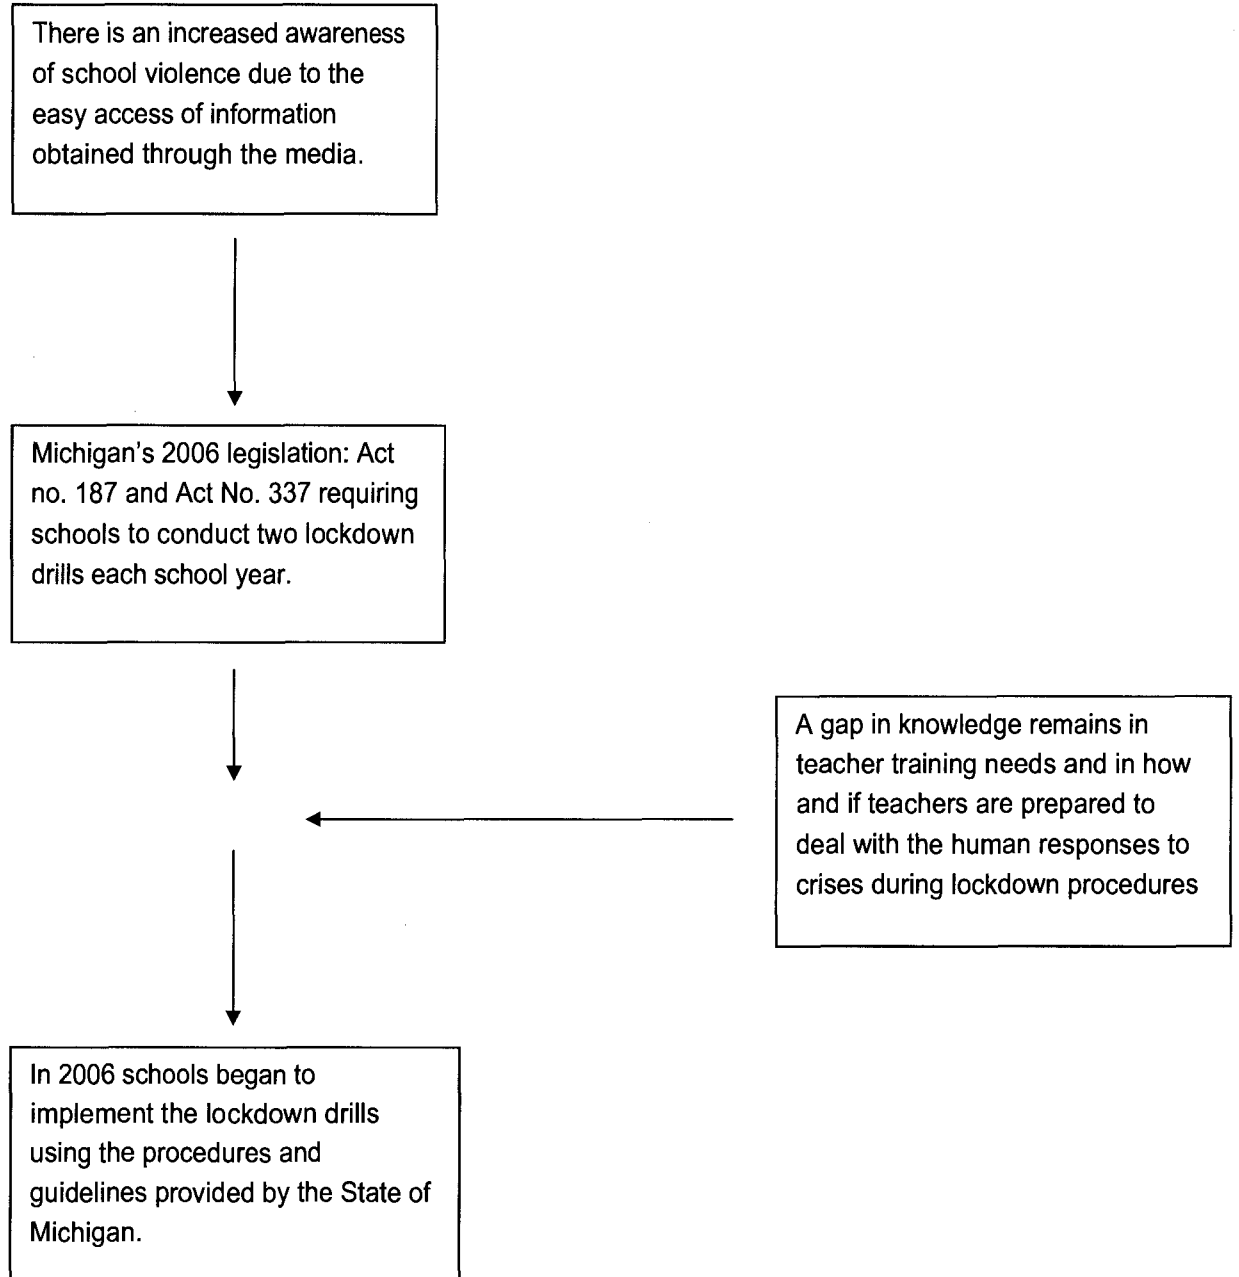 There is an increased awareness
of school violence due to the
easy access of information
obtained through the media.
Michigan's 2006 legislation: Act
no. 187 and Act No. 337 requiring
schools to conduct two lockdown
drills each school year.
A gap in knowledge remains in
teacher training needs and in how
and if teachers are prepared to
deal with the human responses to
crises during lockdown procedures
In 2006 schools began to
implement the lockdown drills
using the procedures and
guidelines provided by the State of
Michigan.